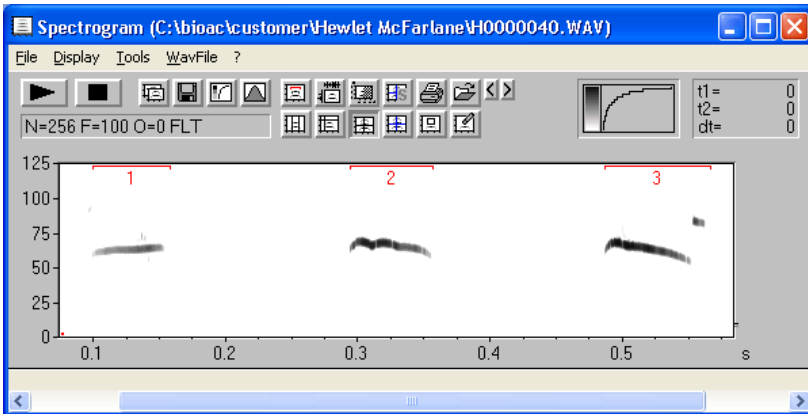 Spectrogram (C:\bioac\customer\Hewlet McFarlane\H0000040.WAV)
File Display Tools WavFile ?
t1= 0
t2= 0
dt= 0
N=256 F=100 O=0 FLT
125
100
75
50
25
0
1 2 3
0.1 0.2 0.3 0.4 0.5 s